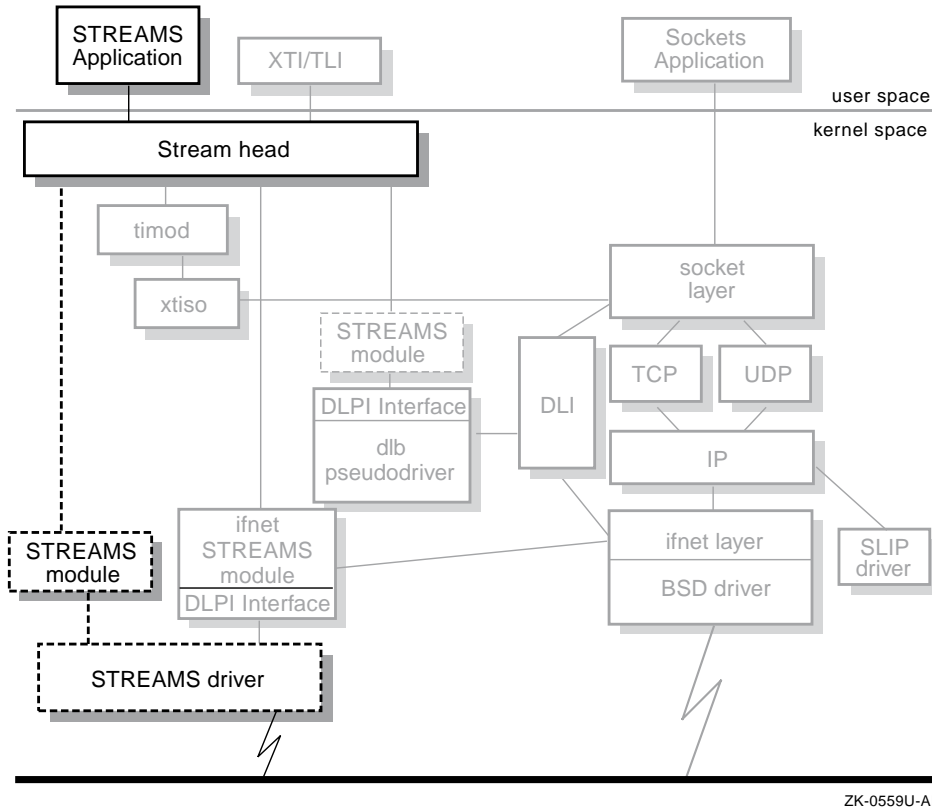 STREAMS
Application
XTI/TLI
Sockets
Application
user space
kernel space
Stream head
timod
xtiso
socket
layer
STREAMS
module
DLI
TCP
UDP
DLPI Interface
dlb
pseudodriver
IP
ifnet
STREAMS
module
DLPI Interface
ifnet layer
BSD driver
SLIP
driver
STREAMS
module
STREAMS driver
ZK-0559U-A